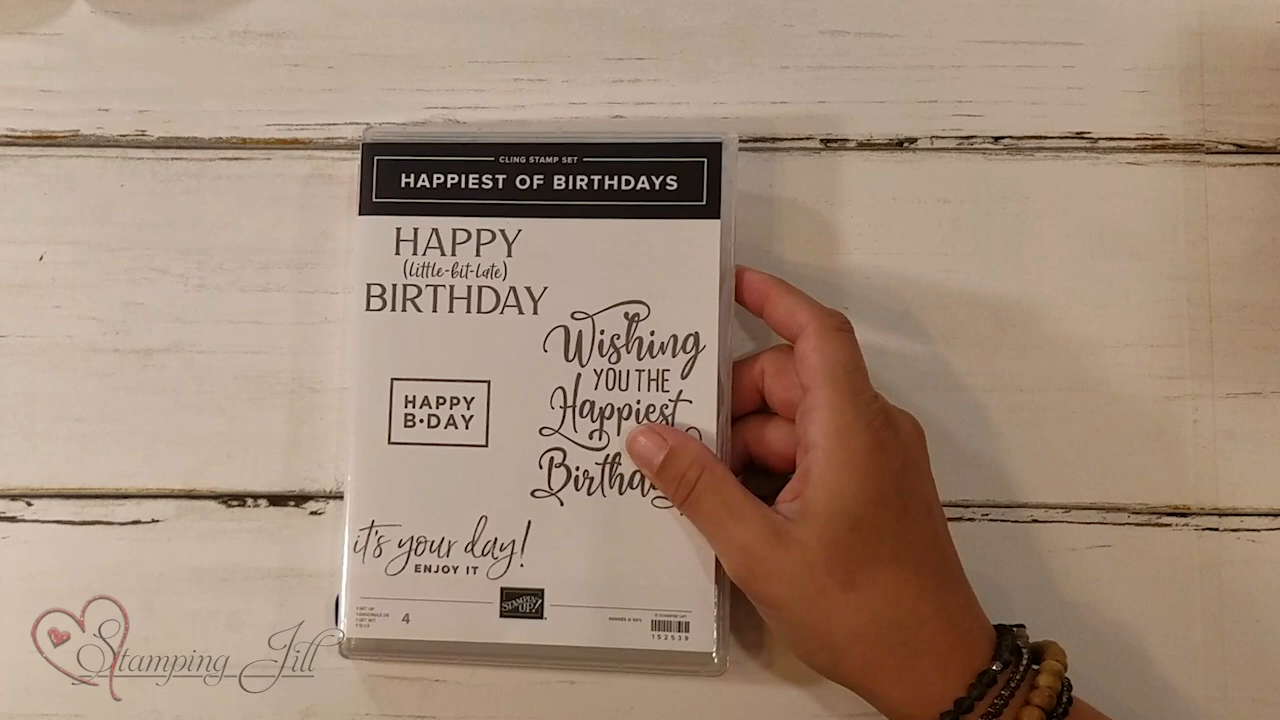 CLING STAMP SET
HAPPIEST OF BIRTHDAYS
HAPPY
(little-bit-late)
BIRTHDAY
Wishing
YOU THE
Happiest
HAPPY
B•DAY
it's your day!
ENJOY IT
STAMPIN' UP!
4
152539
Stamping Jill